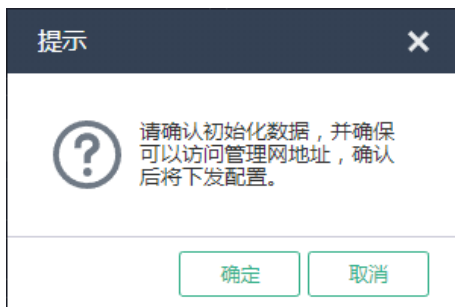 提示
请确认初始化数据，并确保
可以访问管理网地址，确认
后将下发配置。
确定
取消